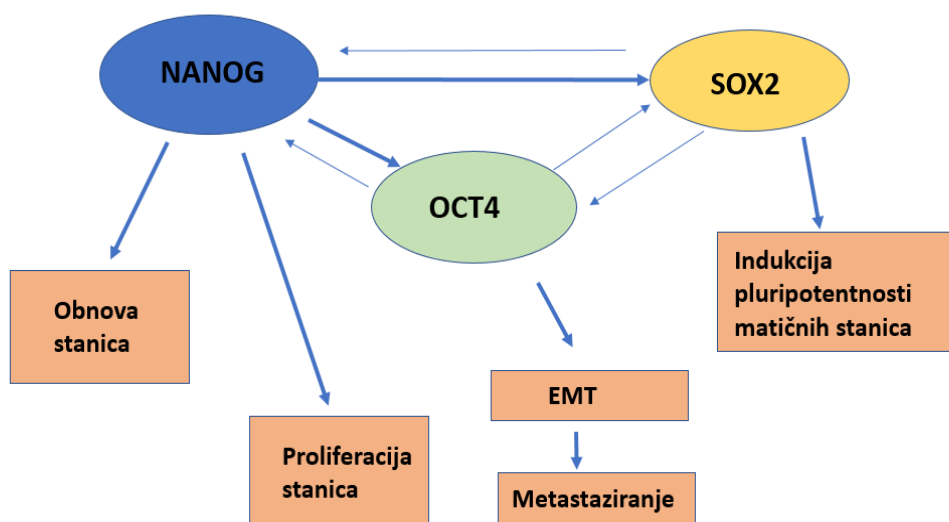 NANOG
SOX2
OCT4
Obnova
stanica
Indukcija
pluripotentnosti
matičnih stanica
EMT
Proliferacija
stanica
Metastaziranje